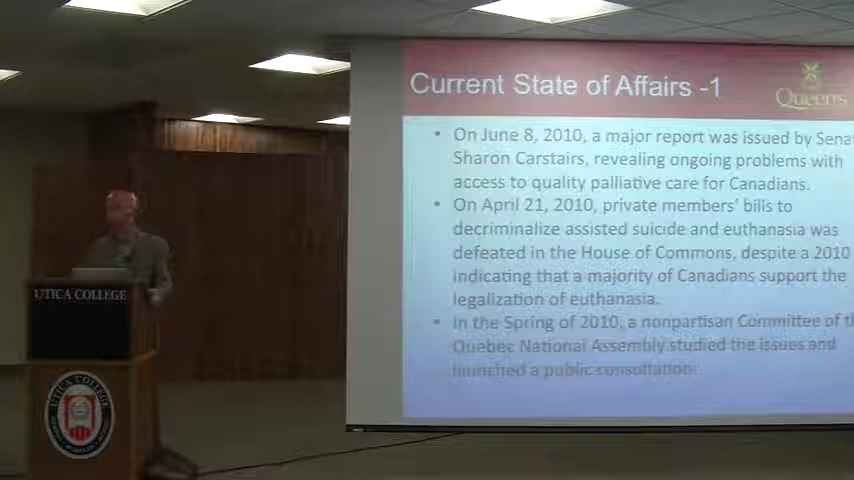 Current State of Affairs -1
Queen's
• On June 8, 2010, a major report was issued by Senat
Sharon Carstairs, revealing ongoing problems with
access to quality palliative care for Canadians.
• On April 21, 2010, private members' bills to
decriminalize assisted suicide and euthanasia was
defeated in the House of Commons, despite a 2010
indicating that a majority of Canadians support the
legalization of euthanasia.
• In the Spring of 2010, a nonpartisan Committee of th
Quebec National Assembly studied the issues and
launched a public consultation.
UTICA COLLEGE
UTICA COLLEGE